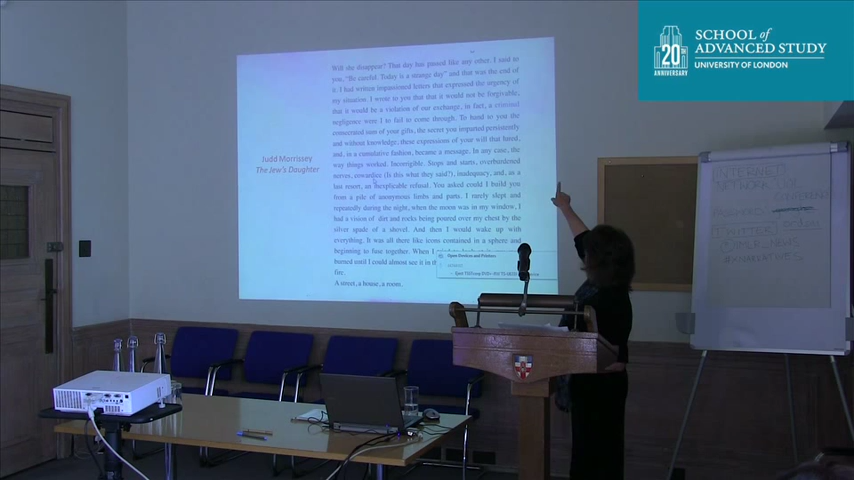 SCHOOL of
ADVANCED STUDY
UNIVERSITY OF LONDON
20
ANNIVERSARY
Judd Morrissey
The Jew's Daughter
Will she disappear? That day has passed like any other. I said to
you, "Be careful. Today is a strange day" and that was the end of
it. I had written impassioned letters that expressed the urgency of
my situation. I wrote to you that that it would not be forgivable,
that it would be a violation of our exchange, in fact, a criminal
negligence were I to fail to come through. To hand to you the
consecrated sum of your gifts, the secret you imparted persistently
and without knowledge, these expressions of your will that lured,
and, in a cumulative fashion, became a message. In any case, the
way things worked. Incorrigible. Stops and starts, overburdened
nerves, cowardice (Is this what they said?), inadequacy, and, as a
last resort, an inexplicable refusal. You asked could I build you
from a pile of anonymous limbs and parts. I rarely slept and
repeatedly during the night, when the moon was in my window, I
had a vision of dirt and rocks being poured over my chest by the
silver spade of a shovel. And then I would wake up with
everything. It was all there like icons contained in a sphere and
beginning to fuse together. When I
burned until I could almost see it in th
fire.
A street, a house, a room.
Open Devices and Printers
INTERNET
NETWORK
CONFERENCE
TWITTER